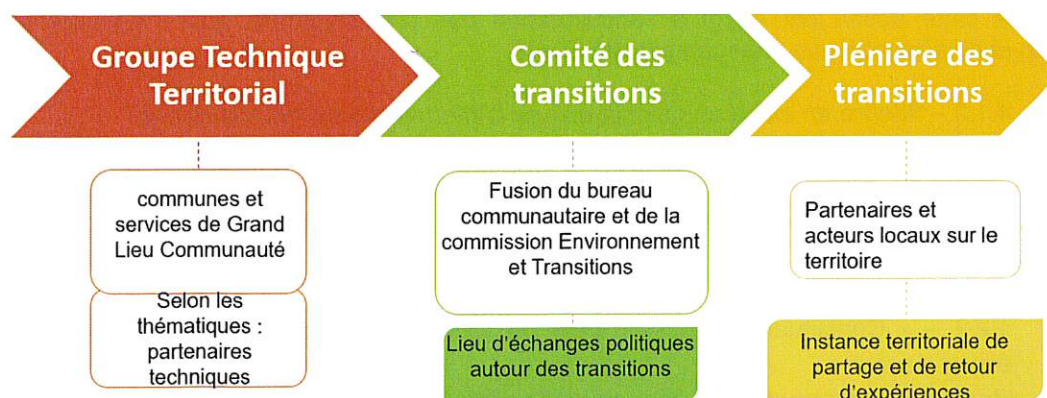 Groupe Technique
Territorial
communes et
services de Grand
Lieu Communauté
Selon les
thématiques :
partenaires
techniques
Comité des
transitions
Fusion du bureau
communautaire et de la
commission Environnement
et Transitions
Lieu d'échanges politiques
autour des transitions
Plénière des
transitions
Partenaires et
acteurs locaux sur le
territoire
Instance territoriale de
partage et de retour
d'expériences